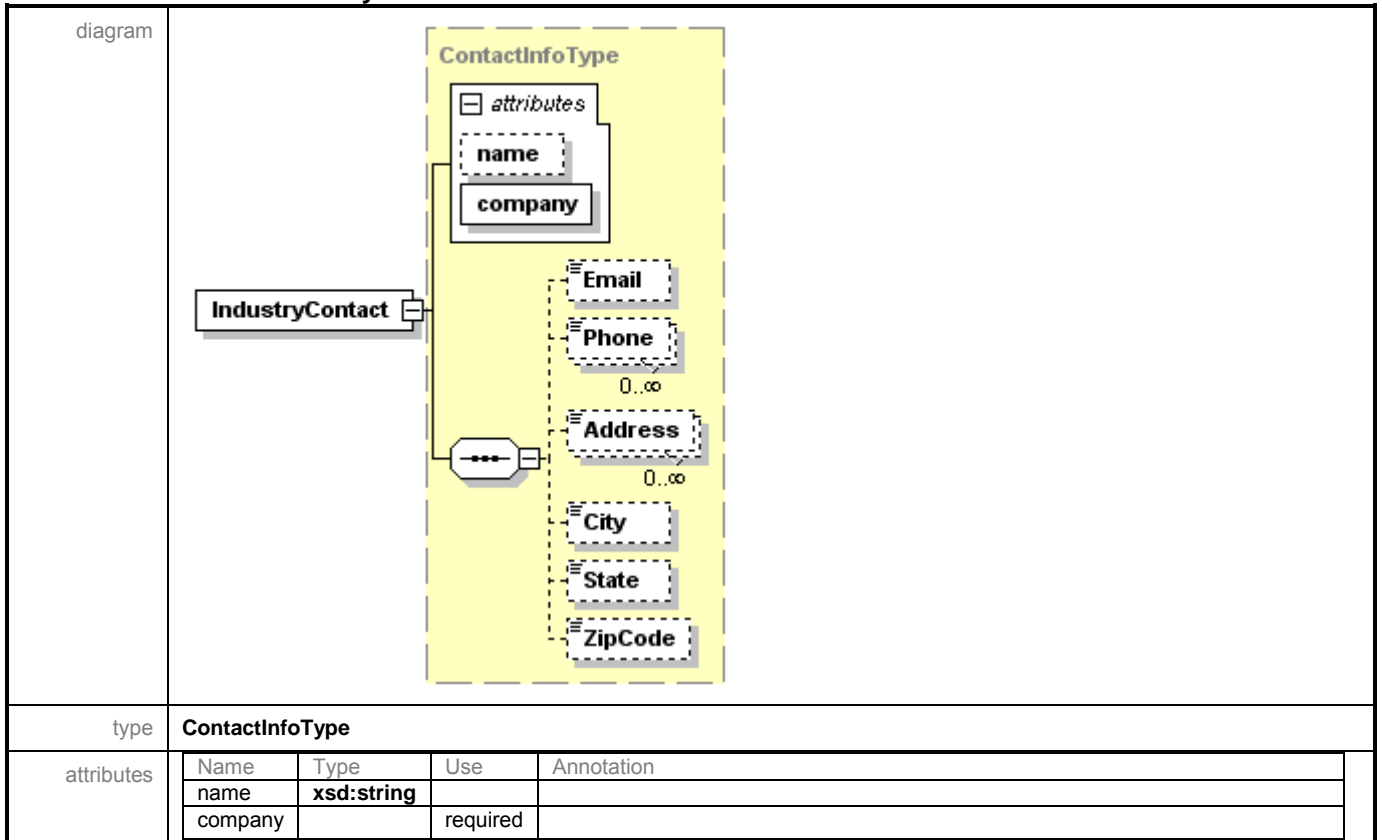 diagram
ContactInfoType
attributes
name
company
IndustryContact
Email
Phone
0..∞
Address
0..∞
City
State
ZipCode
type ContactInfoType
attributes Name Type Use Annotation
name xsd:string
company required